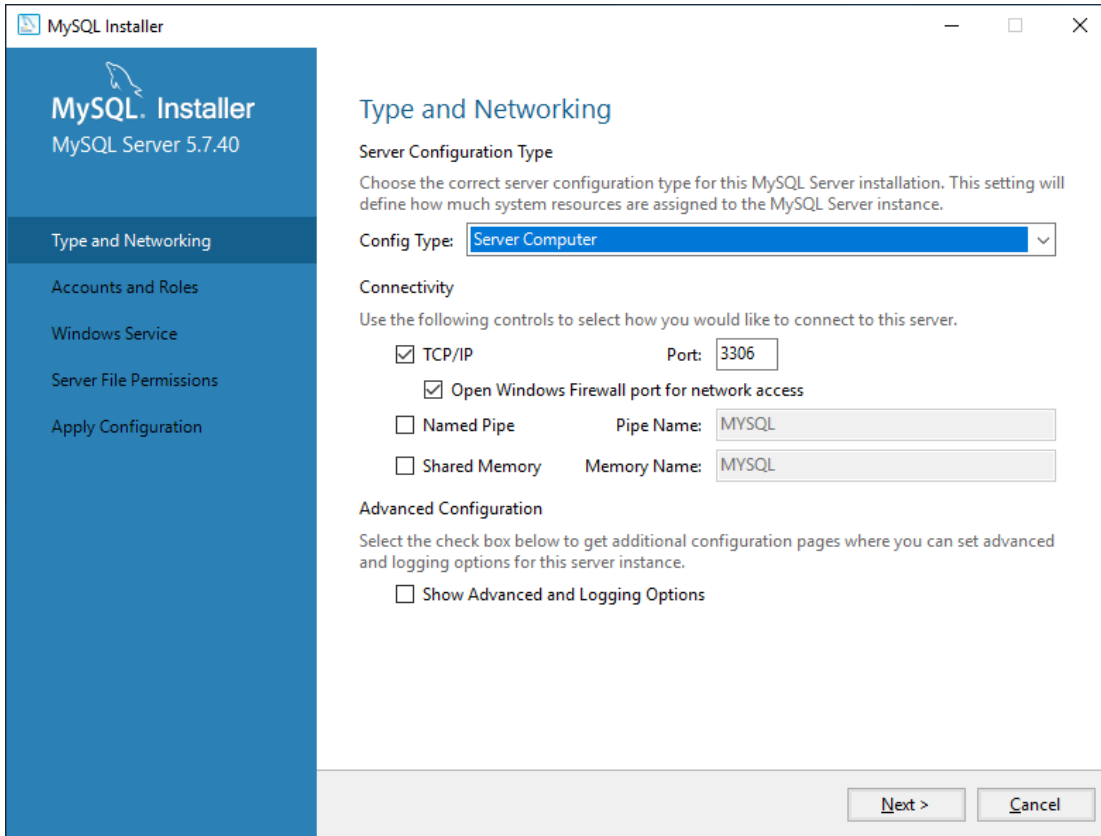 MySQL Installer
MySQL. Installer
MySQL Server 5.7.40
Type and Networking
Accounts and Roles
Windows Service
Server File Permissions
Apply Configuration
Type and Networking
Server Configuration Type
Choose the correct server configuration type for this MySQL Server installation. This setting will
define how much system resources are assigned to the MySQL Server instance.
Config Type: Server Computer
Connectivity
Use the following controls to select how you would like to connect to this server.
TCP/IP Port: 3306
Open Windows Firewall port for network access
Named Pipe Pipe Name: MYSQL
Shared Memory Memory Name: MYSQL
Advanced Configuration
Select the check box below to get additional configuration pages where you can set advanced
and logging options for this server instance.
Show Advanced and Logging Options
Next > Cancel